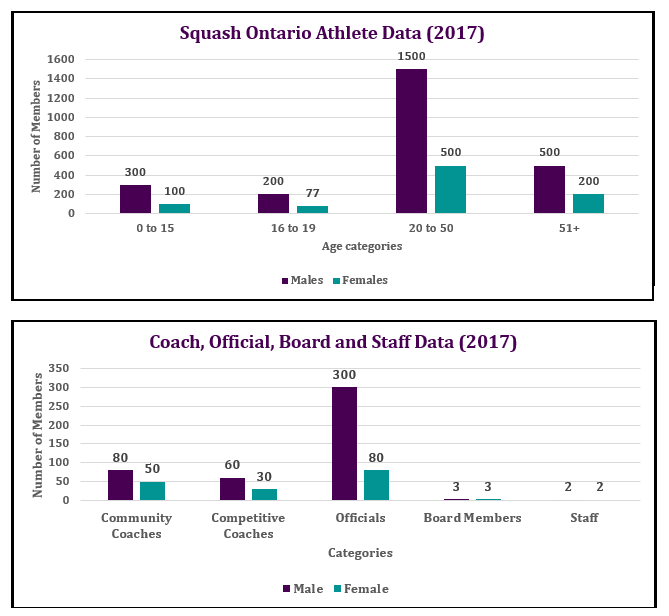 Squash Ontario Athlete Data (2017)
Number of Members
1600
1400
1200
1000
800
600
400
200
0
300
100
200
77
1500
500
500
200
0 to 15
16 to 19
20 to 50
51+
Age categories
Males
Females
Coach, Official, Board and Staff Data (2017)
Number of Members
350
300
250
200
150
100
50
0
80
50
60
30
300
80
3
3
2
2
Community
Coaches
Competitive
Coaches
Officials
Board Members
Staff
Categories
Male
Female